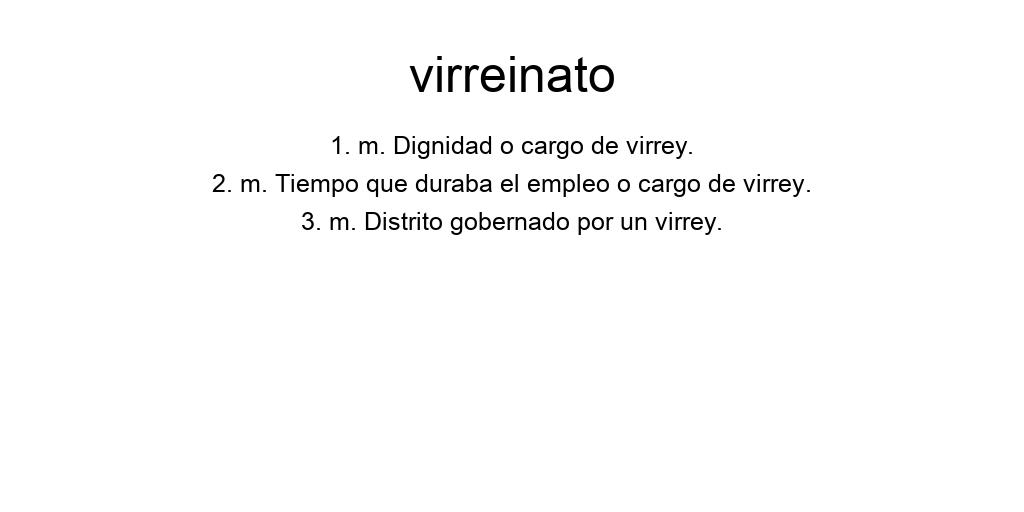 virreinato
1. m. Dignidad o cargo de virrey.
2. m. Tiempo que duraba el empleo o cargo de virrey.
3. m. Distrito gobernado por un virrey.